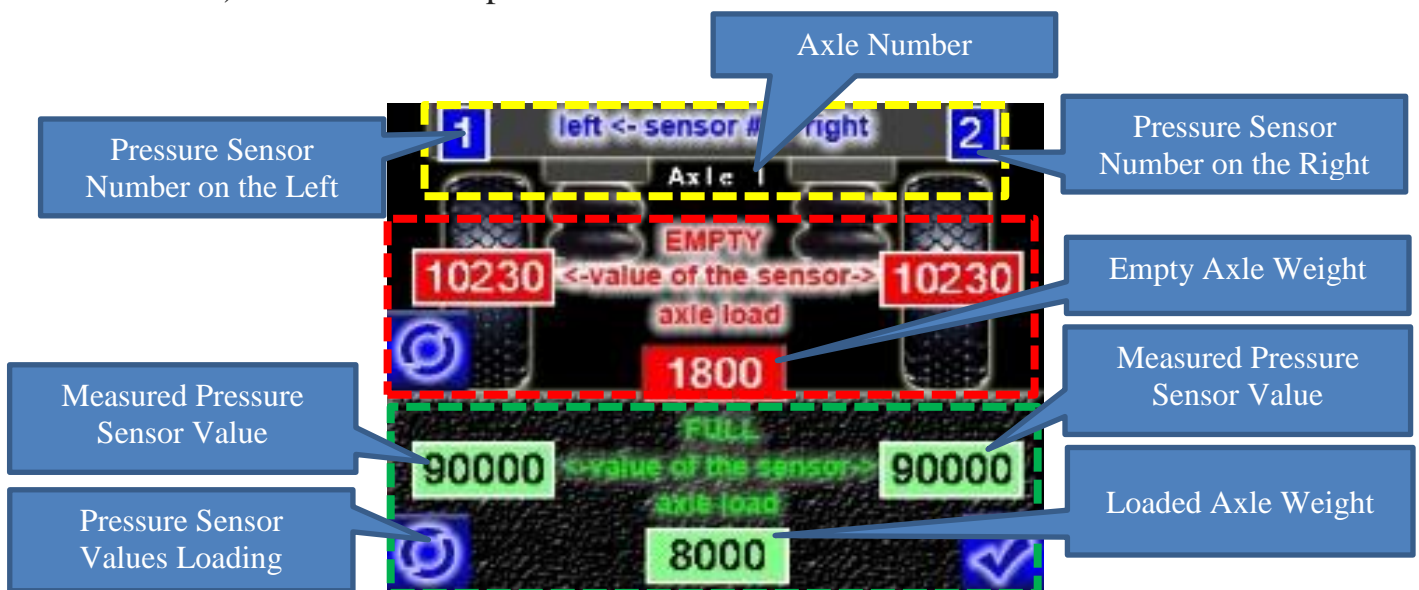 Axle Number
Pressure Sensor
Number on the Left
1
left <- sensor # right
2
Pressure Sensor
Number on the Right
Axle 1
EMPTY
10230
<-value of the sensor->
10230
axle load
1800
Empty Axle Weight
Measured Pressure
Sensor Value
Measured Pressure
Sensor Value
FULL
90000
<-value of the sensor->
90000
axle load
8000
Pressure Sensor
Values Loading
Loaded Axle Weight